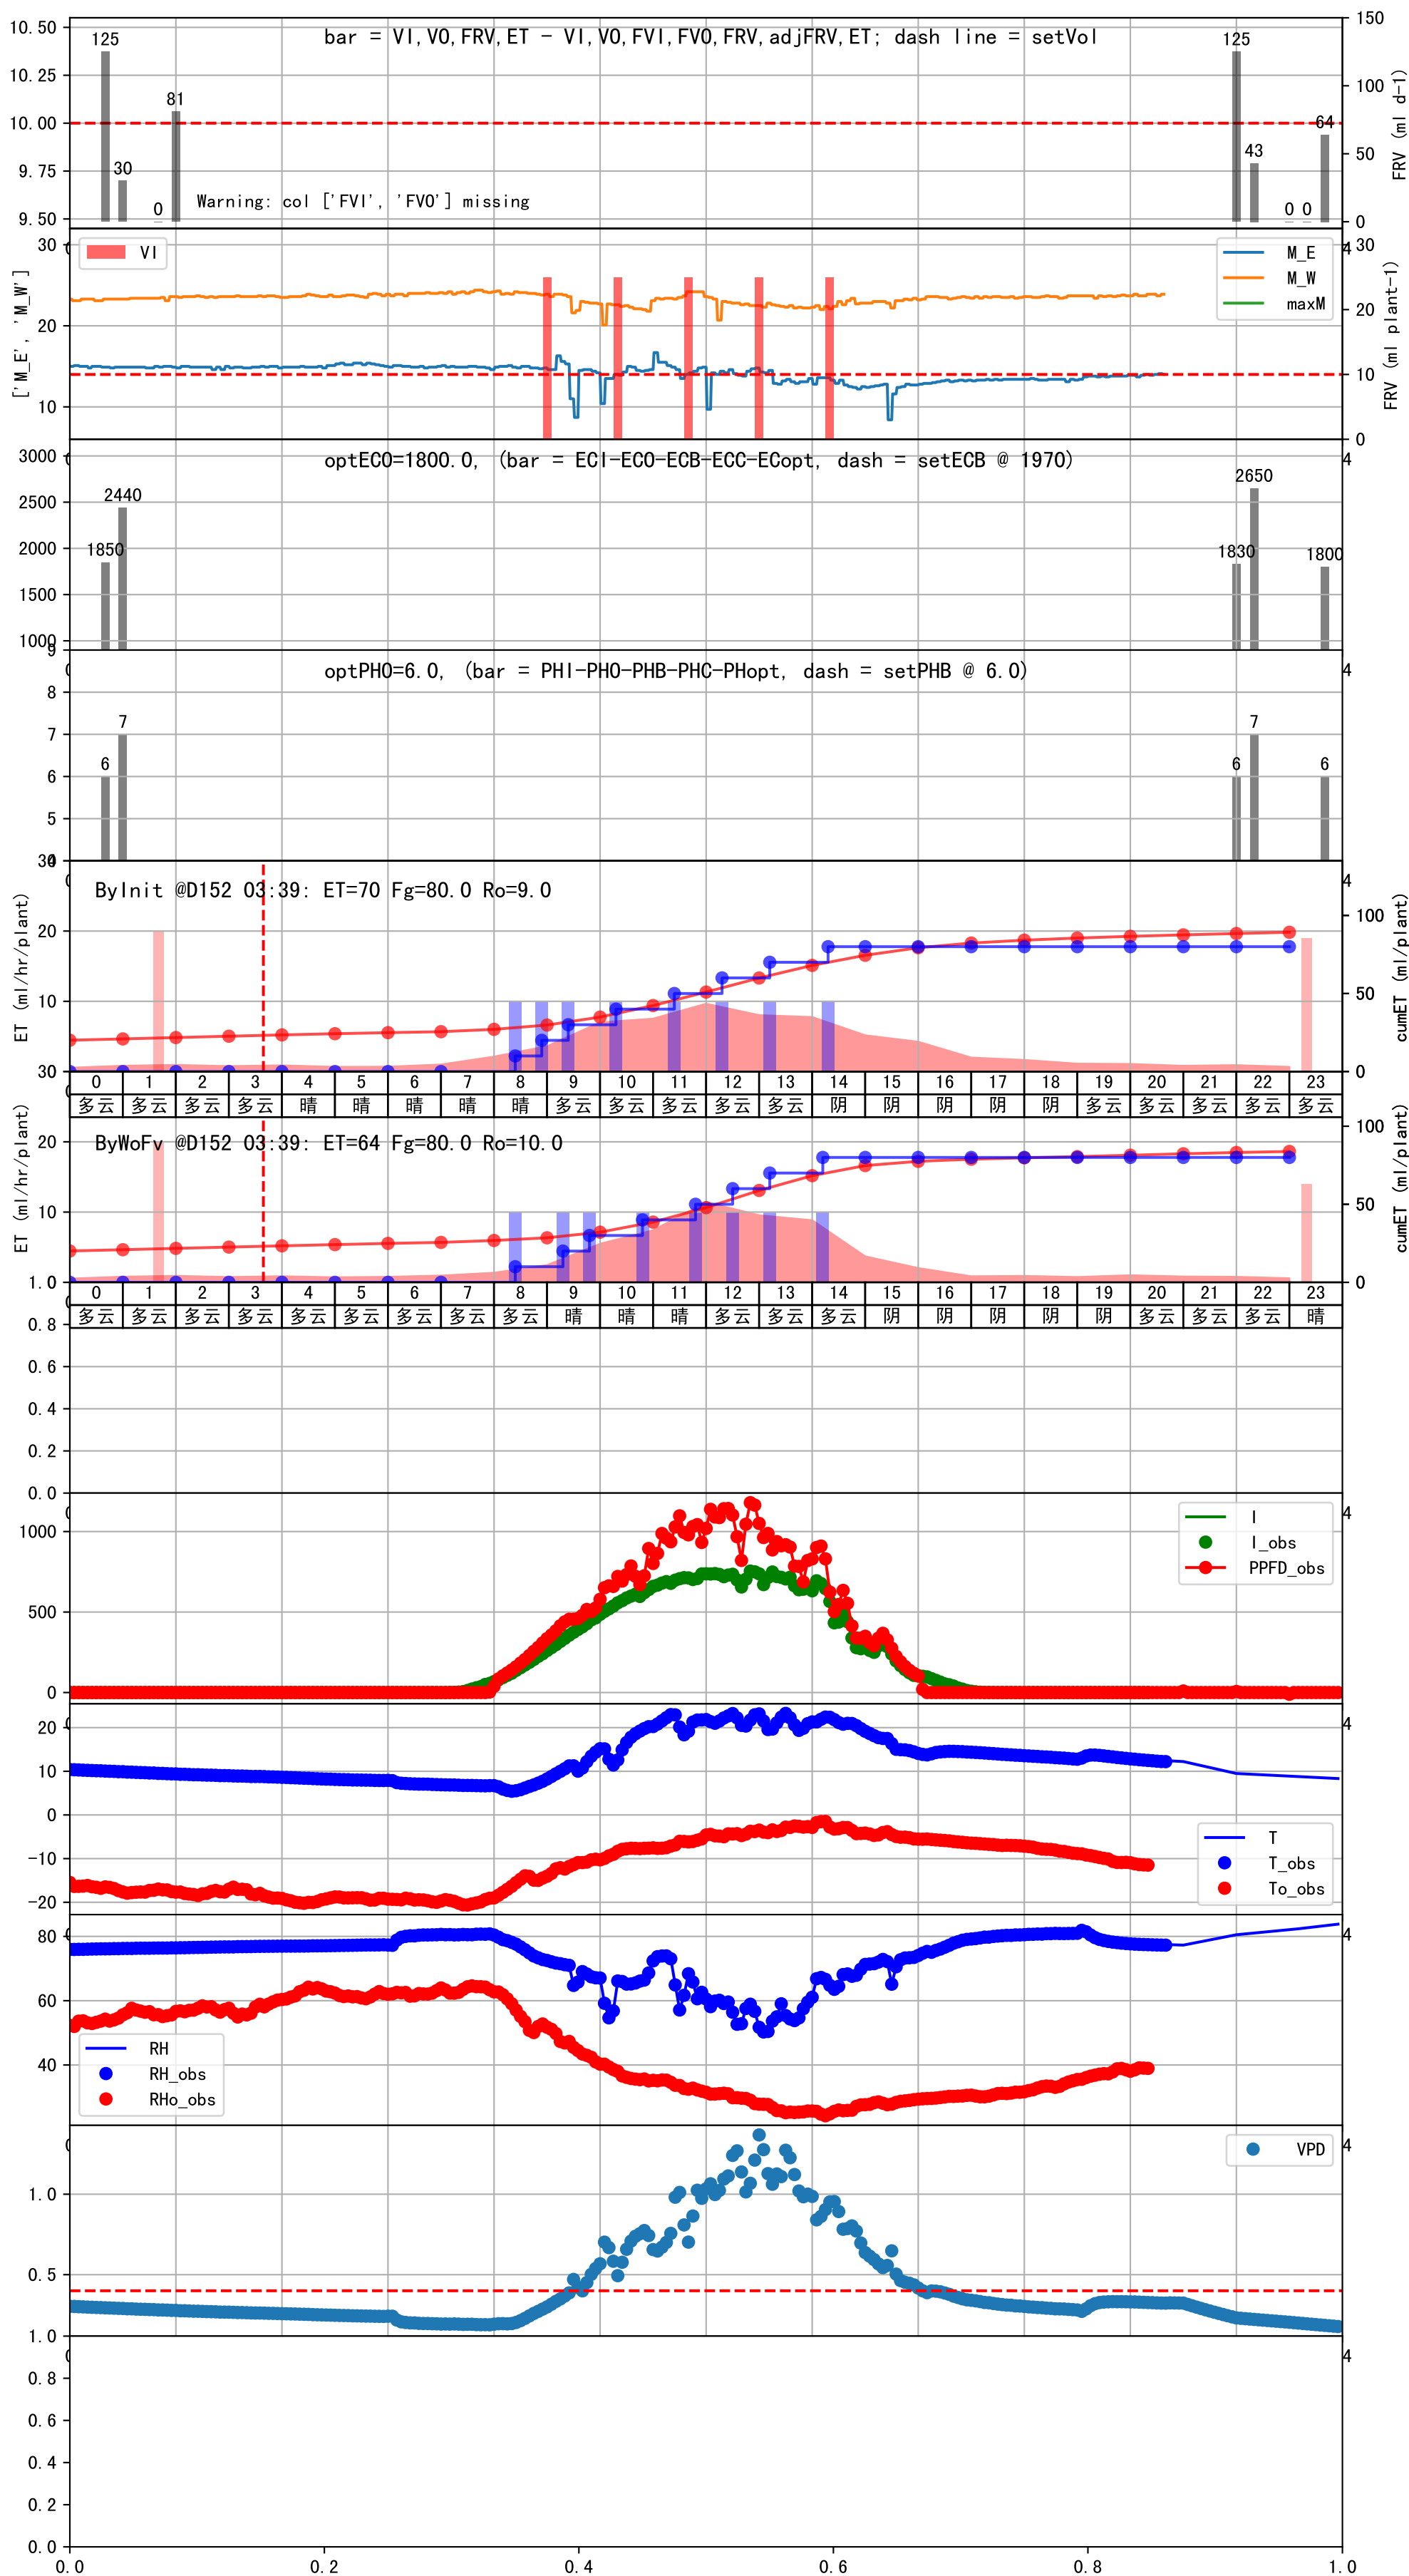 bar = VI,VO,FRV,ET - VI,VO,FVI,FVO,FRV,adjFRV,ET; dash line = setVol
10.50
10.25
10.00
9.75
9.50
125
30
0
81
125
43
0
0
64
Warning: col ['FVI', 'FVO'] missing
150
100
50
0
FRV (ml d-1)
['M_E', 'M_W']
30
20
10
VI
M_E
M_W
maxM
4
30
20
10
0
FRV (ml plant-1)
optECO=1800.0, (bar = ECI-ECO-ECB-ECC-ECopt, dash = setECB @ 1970)
3000
2500
2000
1500
1000
1850
2440
1830
2650
1800
4
optPHO=6.0, (bar = PHI-PHO-PHB-PHC-PHopt, dash = setPHB @ 6.0)
9
8
7
6
5
4
6
7
6
7
6
4
ByInit @D152 03:39: ET=70 Fg=80.0 Ro=9.0
ET (ml/hr/plant)
30
20
10
4
100
50
0
cumET (ml/plant)
0 1 2 3 4 5 6 7 8 9 10 11 12 13 14 15 16 17 18 19 20 21 22 23
多云 多云 多云 多云 晴 晴 晴 晴 晴 多云 多云 多云 多云 多云 阴 阴 阴 阴 阴 多云 多云 多云 多云 多云
ByWoFv @D152 03:39: ET=64 Fg=80.0 Ro=10.0
ET (ml/hr/plant)
30
20
10
100
50
0
cumET (ml/plant)
0 1 2 3 4 5 6 7 8 9 10 11 12 13 14 15 16 17 18 19 20 21 22 23
多云 多云 多云 多云 多云 多云 多云 多云 多云 晴 晴 晴 多云 多云 多云 阴 阴 阴 阴 阴 多云 多云 多云 晴
1.0
0.8
0.6
0.4
0.2
0.0
1000
500
0
I
I_obs
PPFD_obs
4
20
10
0
-10
-20
T
T_obs
To_obs
4
80
60
40
RH
RH_obs
RHo_obs
4
1.0
0.5
VPD
4
1.0
0.8
0.6
0.4
0.2
0.0
4
0.0 0.2 0.4 0.6 0.8 1.0